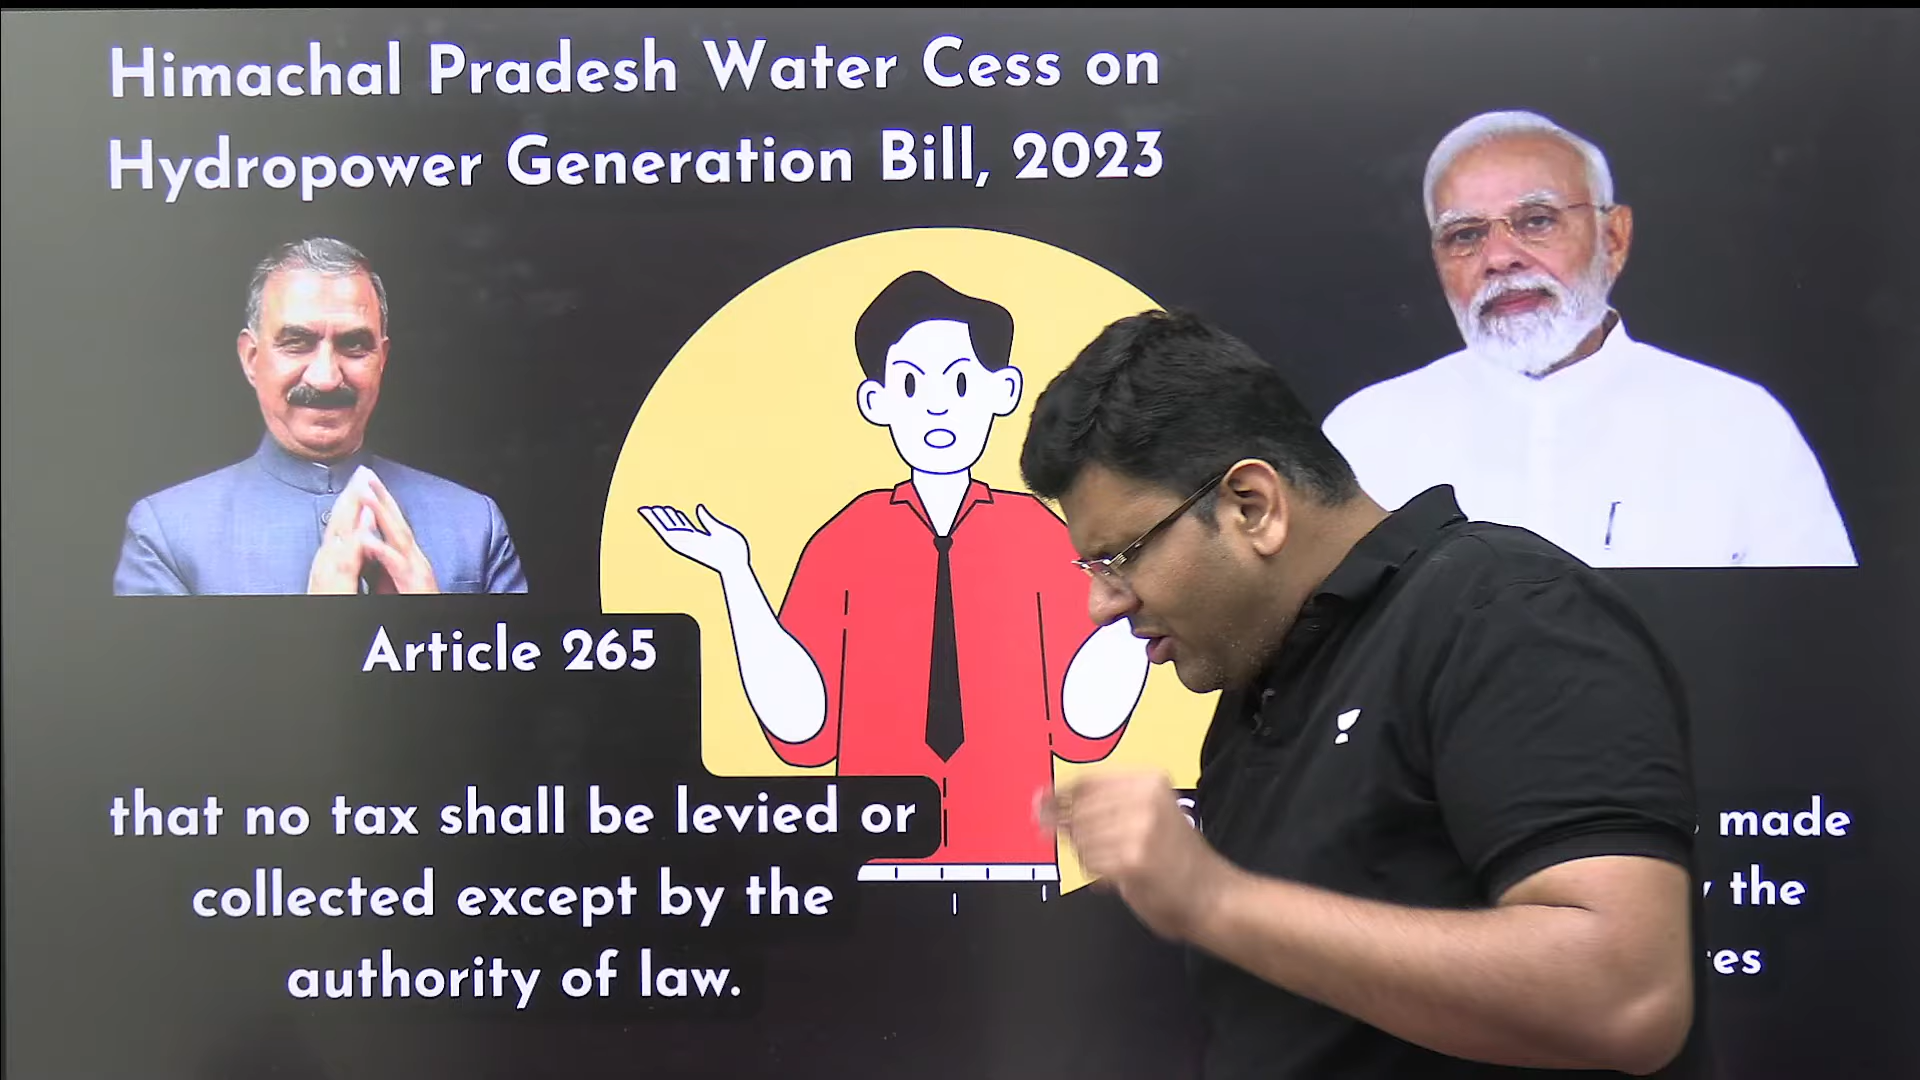 Himachal Pradesh Water Cess on
Hydropower Generation Bill, 2023
Article 265
that no tax shall be levied or
collected except by the
authority of law.
made
the